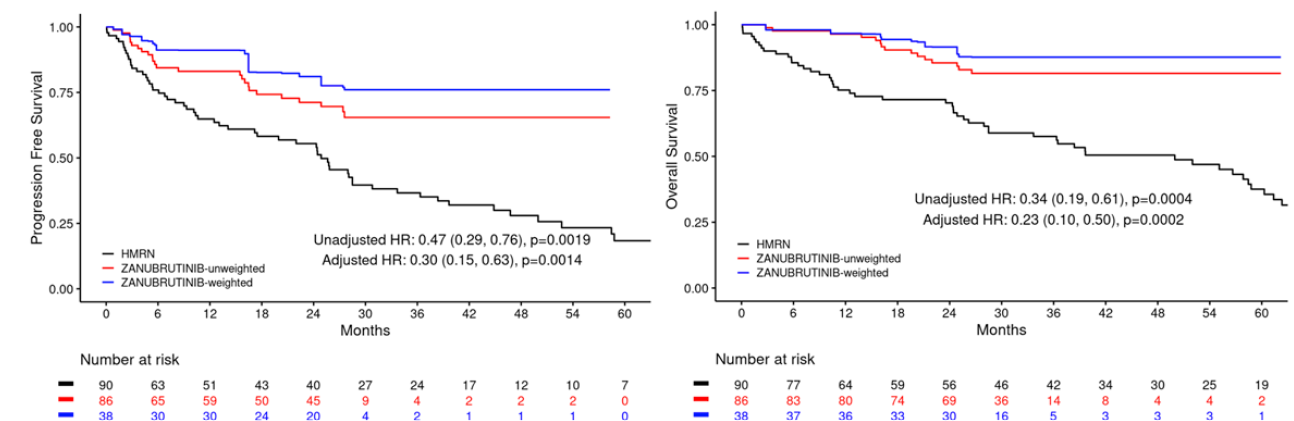 1.00
0.75
0.50
0.25
0.00
Progression Free Survival
Unadjusted HR: 0.47 (0.29, 0.76), p=0.0019
Adjusted HR: 0.30 (0.15, 0.63), p=0.0014
HMRN
ZANUBRUTINIB-unweighted
ZANUBRUTINIB-weighted
0 6 12 18 24 30 36 42 48 54 60
Months
Number at risk
90 63 51 43 40 27 24 17 12 10 7
86 65 59 50 45 9 4 2 2 2 0
38 30 30 24 20 4 2 1 1 1 0
1.00
0.75
0.50
0.25
0.00
Overall Survival
Unadjusted HR: 0.34 (0.19, 0.61), p=0.0004
Adjusted HR: 0.23 (0.10, 0.50), p=0.0002
HMRN
ZANUBRUTINIB-unweighted
ZANUBRUTINIB-weighted
0 6 12 18 24 30 36 42 48 54 60
Months
Number at risk
90 77 64 59 56 46 42 34 30 25 19
86 83 80 74 69 36 14 8 4 4 2
38 37 36 33 30 16 5 3 3 3 1